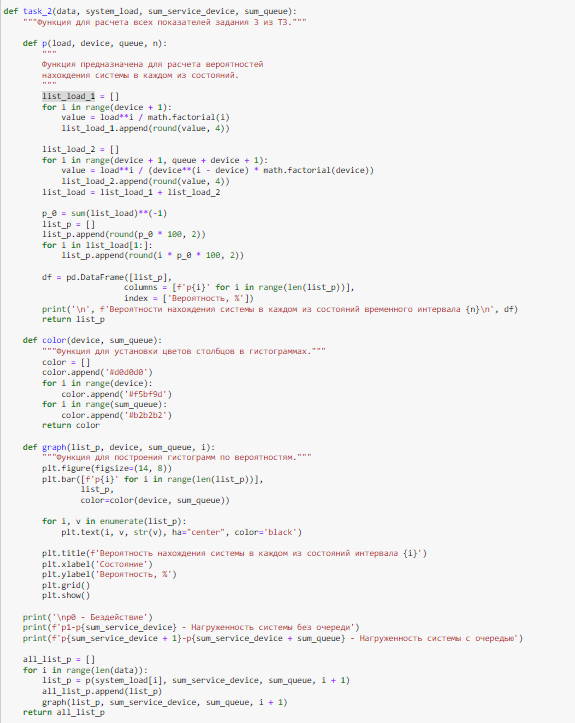 def task_2(data, system_load, sum_service_device, sum_queue):
    """Функция для расчета всех показателей задания 3 из ТЗ."""

    def p(load, device, queue, n):
        """
        Функция предназначена для расчета вероятностей
        нахождения системы в каждом из состояний.
        """
        list_load_1 = []
        for i in range(device + 1):
            value = load**i / math.factorial(i)
            list_load_1.append(round(value, 4))

        list_load_2 = []
        for i in range(device + 1, queue + device + 1):
            value = load**i / (device**(i - device) * math.factorial(device))
            list_load_2.append(round(value, 4))
        list_load = list_load_1 + list_load_2

        p_0 = sum(list_load)**(-1)
        list_p = []
        list_p.append(round(p_0 * 100, 2))
        for i in list_load[1:]:
            list_p.append(round(i * p_0 * 100, 2))

        df = pd.DataFrame([list_p],
                          columns = [f'p{i}' for i in range(len(list_p))],
                          index = ['Вероятность, %'])
        print('\n', f'Вероятности нахождения системы в каждом из состояний временного интервала {n}\n', df)
        return list_p

    def color(device, sum_queue):
        """Функция для установки цветов столбцов в гистограммах."""
        color = []
        color.append('#d0d0d0')
        for i in range(device):
            color.append('#f5bf9d')
        for i in range(sum_queue):
            color.append('#b2b2b2')
        return color

    def graph(list_p, device, sum_queue, i):
        """Функция для построения гистограмм по вероятностям."""
        plt.figure(figsize=(14, 8))
        plt.bar([f'p{i}' for i in range(len(list_p))],
                list_p,
                color=color(device, sum_queue))

        for i, v in enumerate(list_p):
            plt.text(i, v, str(v), ha="center", color='black')

        plt.title(f'Вероятность нахождения системы в каждом из состояний интервала {i}')
        plt.xlabel('Состояние')
        plt.ylabel('Вероятность, %')
        plt.grid()
        plt.show()

    print('\np0 - Бездействие')
    print(f'p1-p{sum_service_device} - Нагруженность системы без очереди')
    print(f'p{sum_service_device + 1}-p{sum_service_device + sum_queue} - Нагруженность системы с очередью')

    all_list_p = []
    for i in range(len(data)):
        list_p = p(system_load[i], sum_service_device, sum_queue, i + 1)
        all_list_p.append(list_p)
        graph(list_p, sum_service_device, sum_queue, i + 1)
    return all_list_p